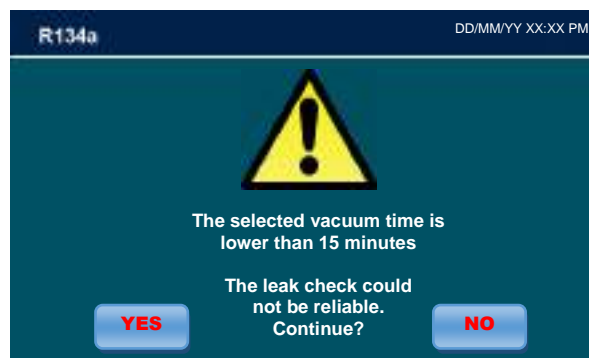 R134a
DD/MM/YY XX:XX PM
The selected vacuum time is
lower than 15 minutes
The leak check could
not be reliable.
Continue?
YES
NO